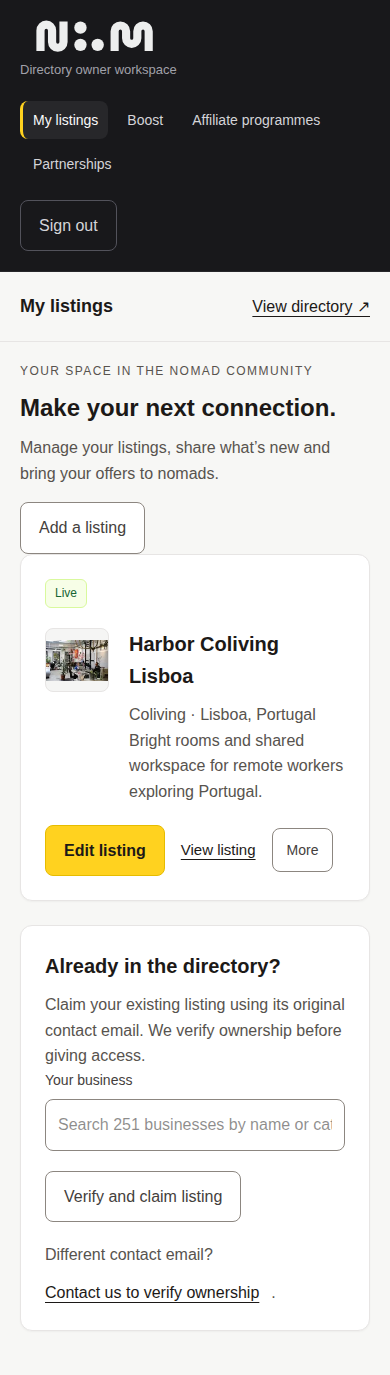 Directory owner workspace
My listings Boost Affiliate programmes
Partnerships
Sign out
My listings View directory ↗
YOUR SPACE IN THE NOMAD COMMUNITY
Make your next connection.
Manage your listings, share what’s new and
bring your offers to nomads.
Add a listing
Live
Harbor Coliving
Lisboa
Coliving · Lisboa, Portugal
Bright rooms and shared
workspace for remote workers
exploring Portugal.
Edit listing View listing More
Already in the directory?
Claim your existing listing using its original
contact email. We verify ownership before
giving access.
Your business
Search 251 businesses by name or cat
Verify and claim listing
Different contact email?
Contact us to verify ownership .